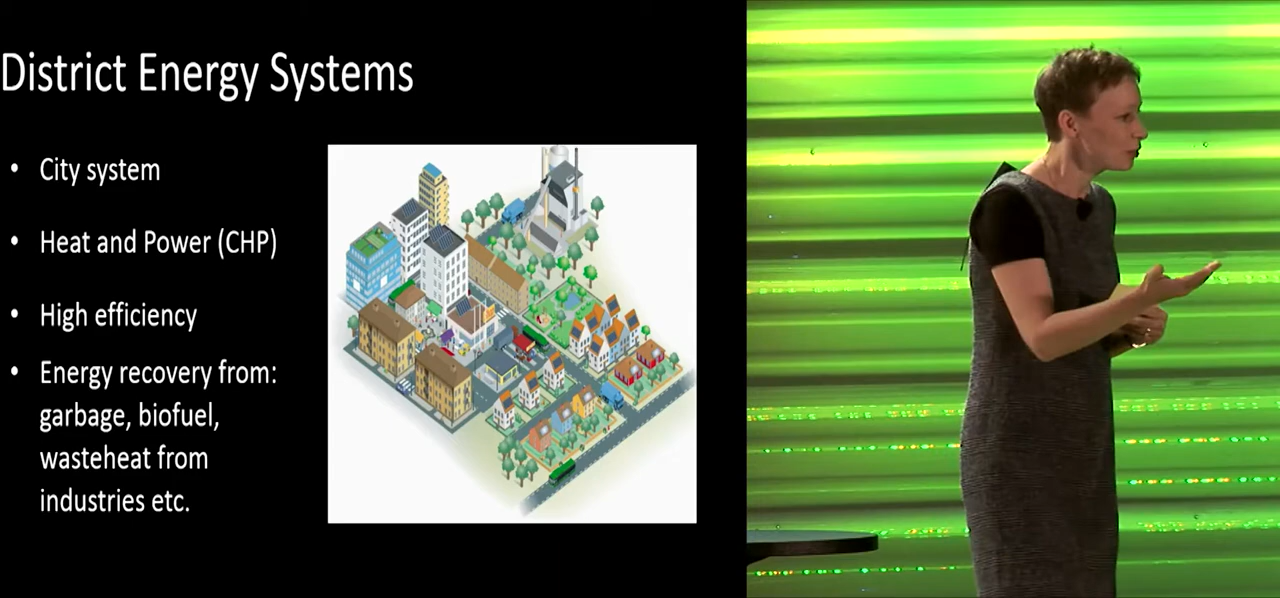 District Energy Systems
• City system
• Heat and Power (CHP)
• High efficiency
• Energy recovery from:
garbage, biofuel,
wasteheat from
industries etc.